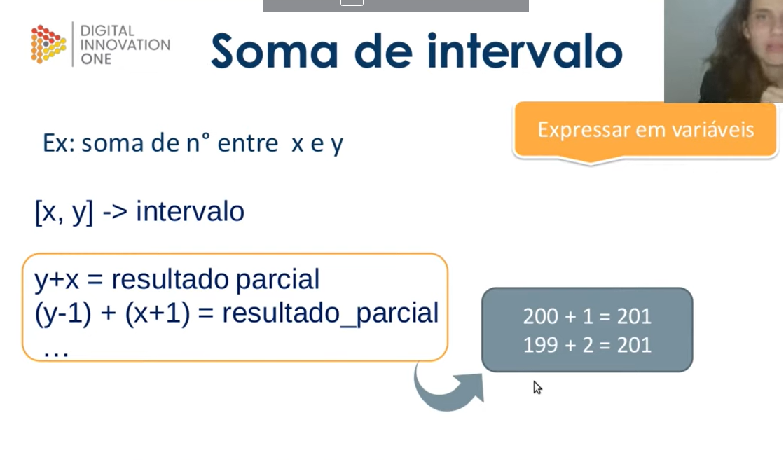 DIGITAL
INNOVATION
ONE
Soma de intervalo
Ex: soma de n° entre x e y
Expressar em variáveis
[x, y] -> intervalo
y+x = resultado parcial
(y-1) + (x+1) = resultado_parcial
...
200 + 1 = 201
199 + 2 = 201